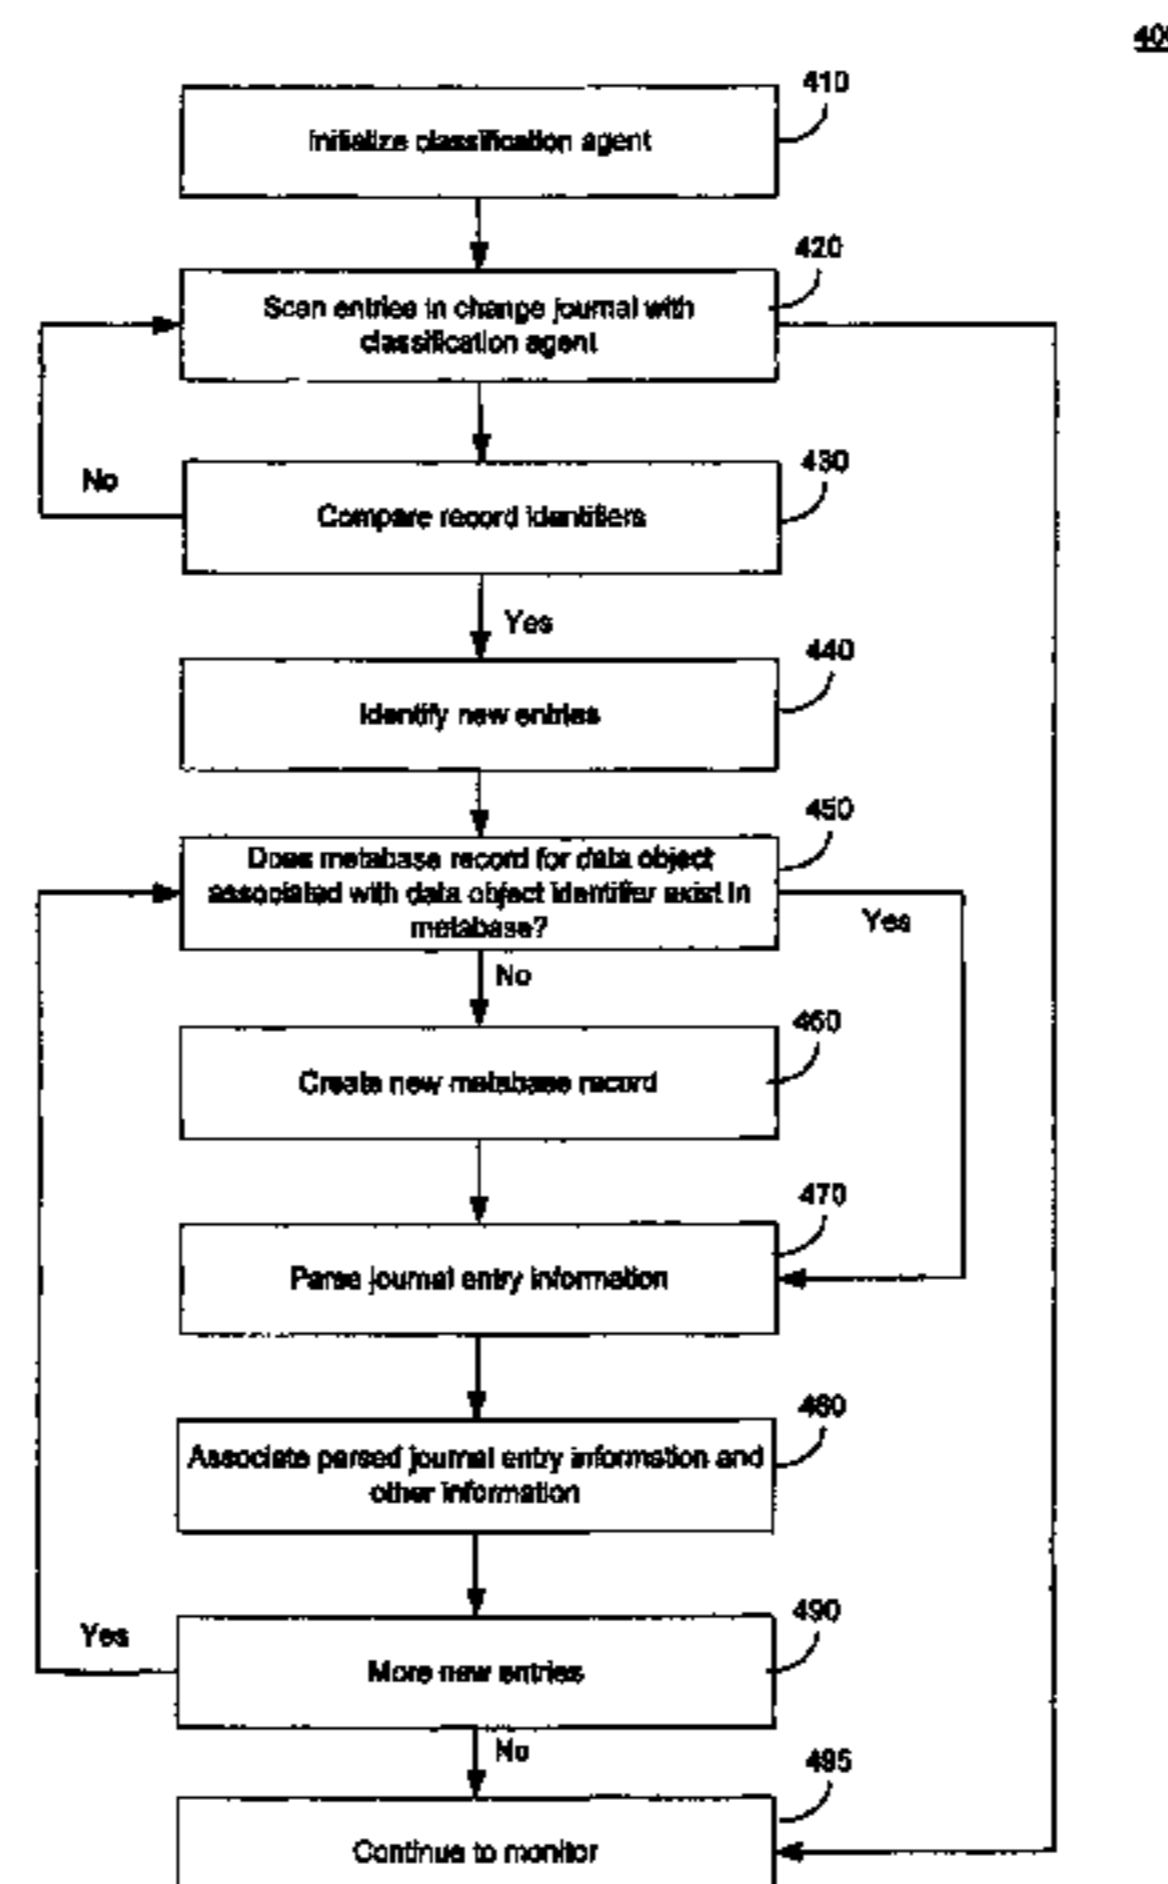 410
Initialize classification agent
420
Scan entries in change journal with
classification agent
430
No
Compare record identifiers
Yes
440
Identify new entries
450
Does metabase record for data object
associated with data object identifier exist in
metabase?
Yes
No
460
Create new metabase record
470
Parse journal entry information
480
Associate parsed journal entry information and
other information
490
Yes
More new entries
No
495
Continue to monitor